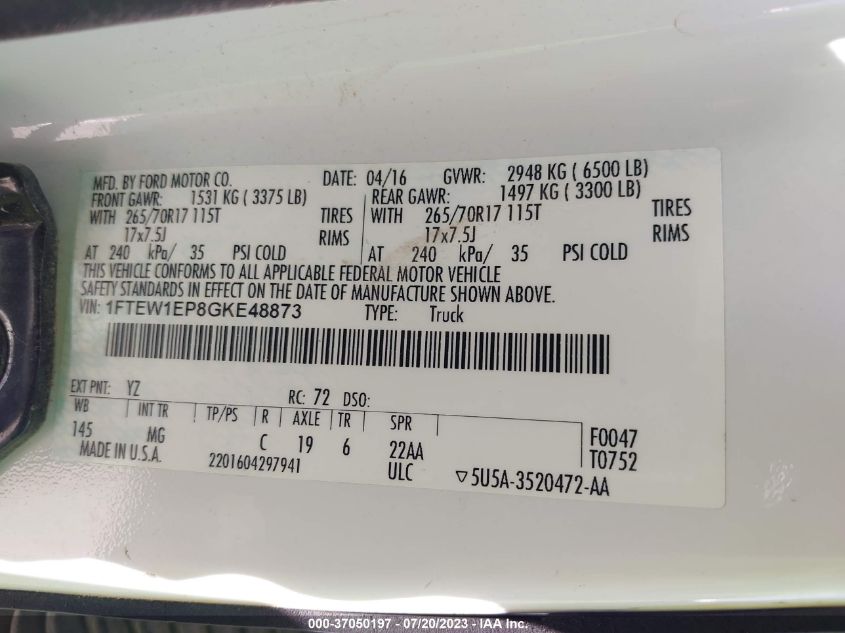 MFD. BY FORD MOTOR CO. DATE: 04/16 GVWR: 2948 KG ( 6500 LB)
FRONT GAWR: 1531 KG ( 3375 LB) REAR GAWR: 1497 KG ( 3300 LB)
WITH 265/70R17 115T TIRES WITH 265/70R17 115T TIRES
17x7.5J RIMS 17x7.5J RIMS
AT 240 kPa/ 35 PSI COLD AT 240 kPa/ 35 PSI COLD
THIS VEHICLE CONFORMS TO ALL APPLICABLE FEDERAL MOTOR VEHICLE
SAFETY STANDARDS IN EFFECT ON THE DATE OF MANUFACTURE SHOWN ABOVE.
VIN: 1FTEW1EP8GKE48873 TYPE: Truck
EXT PNT: YZ RC: 72 DSO:
WB INT TR TP/PS R AXLE TR SPR
145 MG C 19 6 22AA F0047
MADE IN U.S.A. 2201604297941 ULC T0752
▽5U5A-3520472-AA
000-37050197 - 07/20/2023 - IAA Inc.